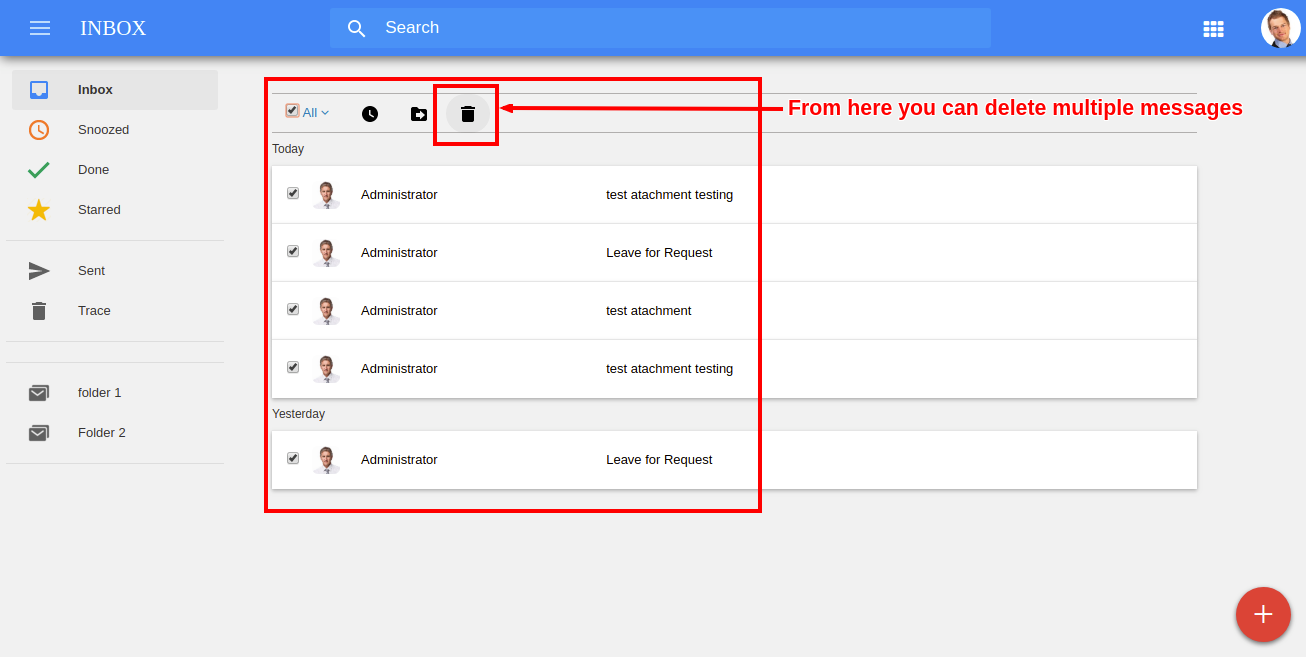 INBOX
Search
Inbox
Snoozed
Done
Starred
Sent
Trace
folder 1
Folder 2
All
From here you can delete multiple messages
Today
Administrator test atachment testing
Administrator Leave for Request
Administrator test atachment
Administrator test atachment testing
Yesterday
Administrator Leave for Request